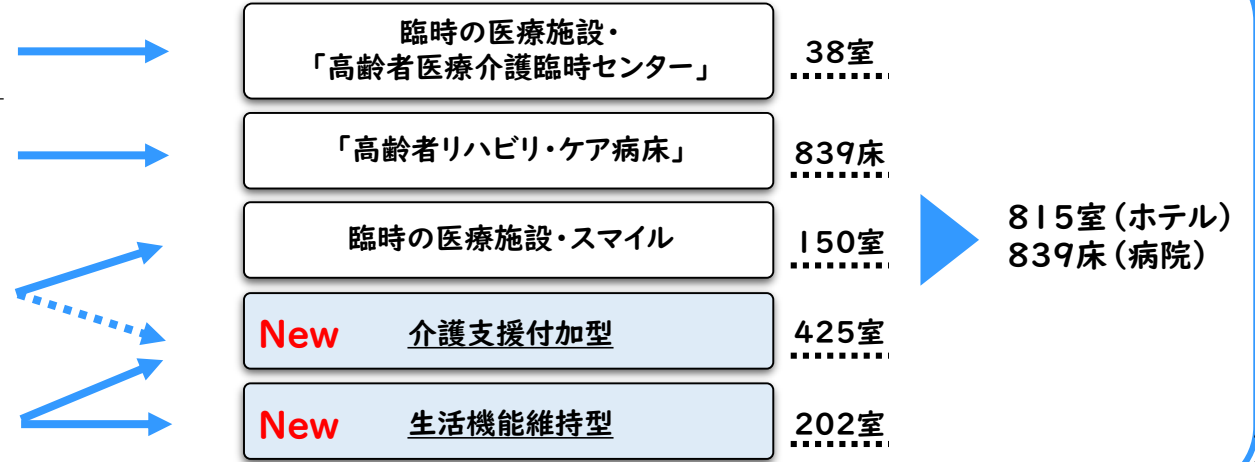 臨時の医療施設・
「高齢者医療介護臨時センター」
38室
「高齢者リハビリ・ケア病床」
839床
臨時の医療施設・スマイル
150室
New 介護支援付加型
425室
New 生活機能維持型
202室
815室(ホテル)
839床(病院)